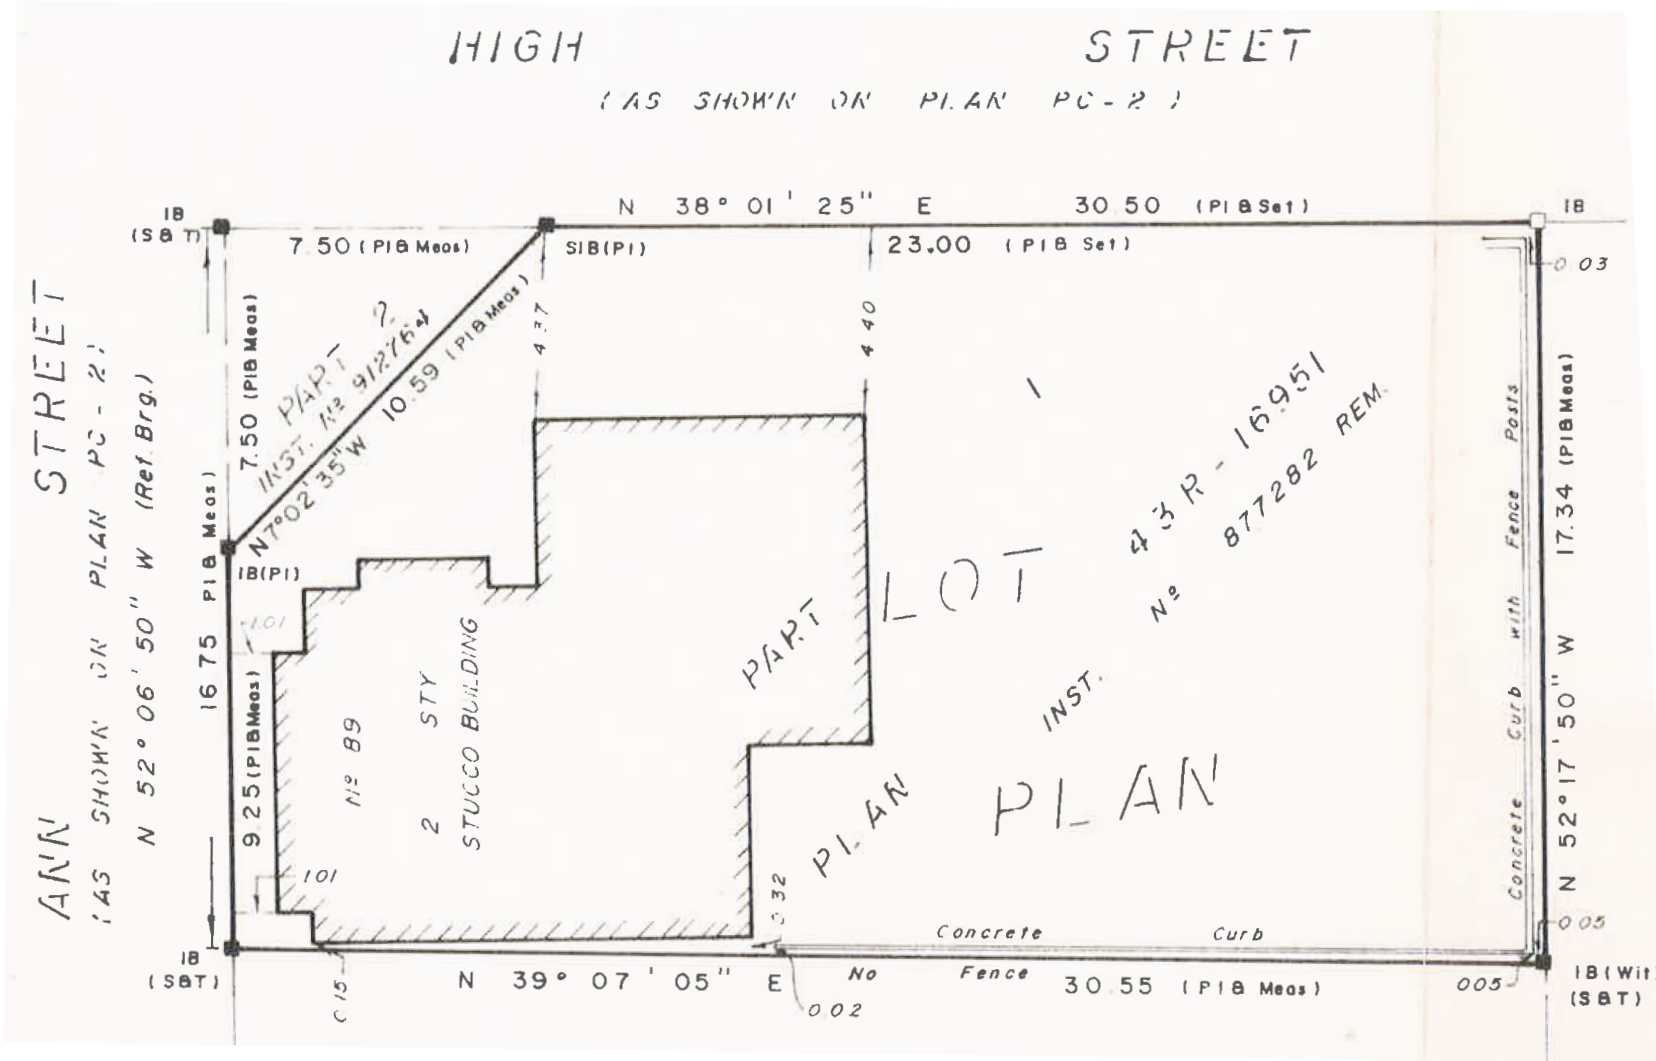 HIGH STREET
(AS SHOWN ON PLAN PC-2)
N 38° 01' 25" E 30.50 (P1&Set)
IB
IB
(S&T)
7.50 (P1&Meas)
SIB(P1)
23.00 (P1&Set)
0.03
ANN STREET
(AS SHOWN ON PLAN PC-2)
N 52° 06' 50" W (Ref. Brg.)
16.75 P1& Meas)
7.50 (P1&Meas)
PART 2
INST. Nº 912764
N7°02'35"W 10.59 (P1&Meas)
4.37
4.40
IB(P1)
1.01
9.25(P1&Meas)
1.01
Nº 89
2 STY
STUCCO BUILDING
PART 1
PLAN 43R-16951
INST. Nº 877282 REM.
LOT
PLAN
Concrete Curb with Fence Posts
N 52°17'50" W 17.34 (P1&Meas)
0.32
Concrete Curb
0.05
IB
(S&T)
0.15
N 39° 07' 05" E
No Fence
30.55 (P1& Meas)
0.02
005
IB(Wit
(S&T)